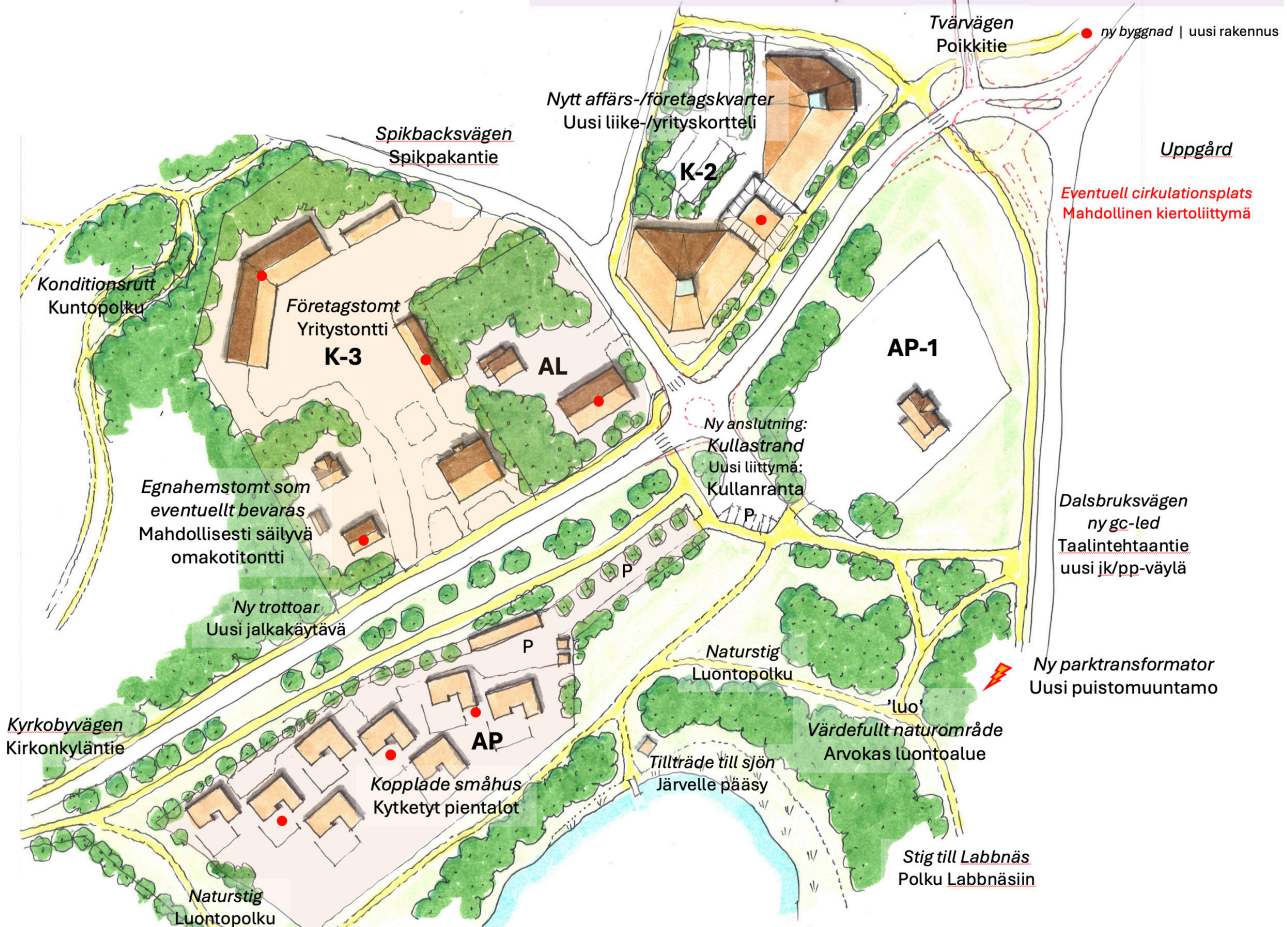 Tvärvägen
Poikkitie
ny byggnad | uusi rakennus
Nytt affärs-/företagskvarter
Uusi liike-/yrityskortteli
K-2
Spikbacksvägen
Spikpakantie
Uppgård
Eventuell cirkulationsplats
Mahdollinen kiertoliittymä
Konditionsrutt
Kuntopolku
Företagstomt
Yritystontti
K-3
AL
AP-1
Ny anslutning:
Kullastrand
Uusi liittymä:
Kullanranta
P
Egnahemstomt som
eventuellt bevaras
Mahdollisesti säilyvä
omakotitontti
Dalsbruksvägen
ny gc-led
Taalintehtaantie
uusi jk/pp-väylä
P
Ny trottoar
Uusi jalkakäytävä
P
Naturstig
Luontopolku
Ny parktransformator
Uusi puistomuuntamo
Kyrkobyvägen
Kirkonkyläntie
'luo'
Värdefullt naturområde
Arvokas luontoalue
AP
Tillträde till sjön
Järvelle pääsy
Kopplade småhus
Kytketyt pientalot
Stig till Labbnäs
Polku Labbnäsiin
Naturstig
Luontopolku